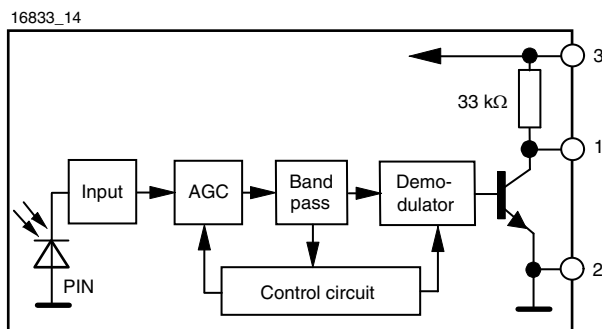 16833_14
3
33 kΩ
1
Input
AGC
Band
pass
Demo-
dulator
2
PIN
Control circuit